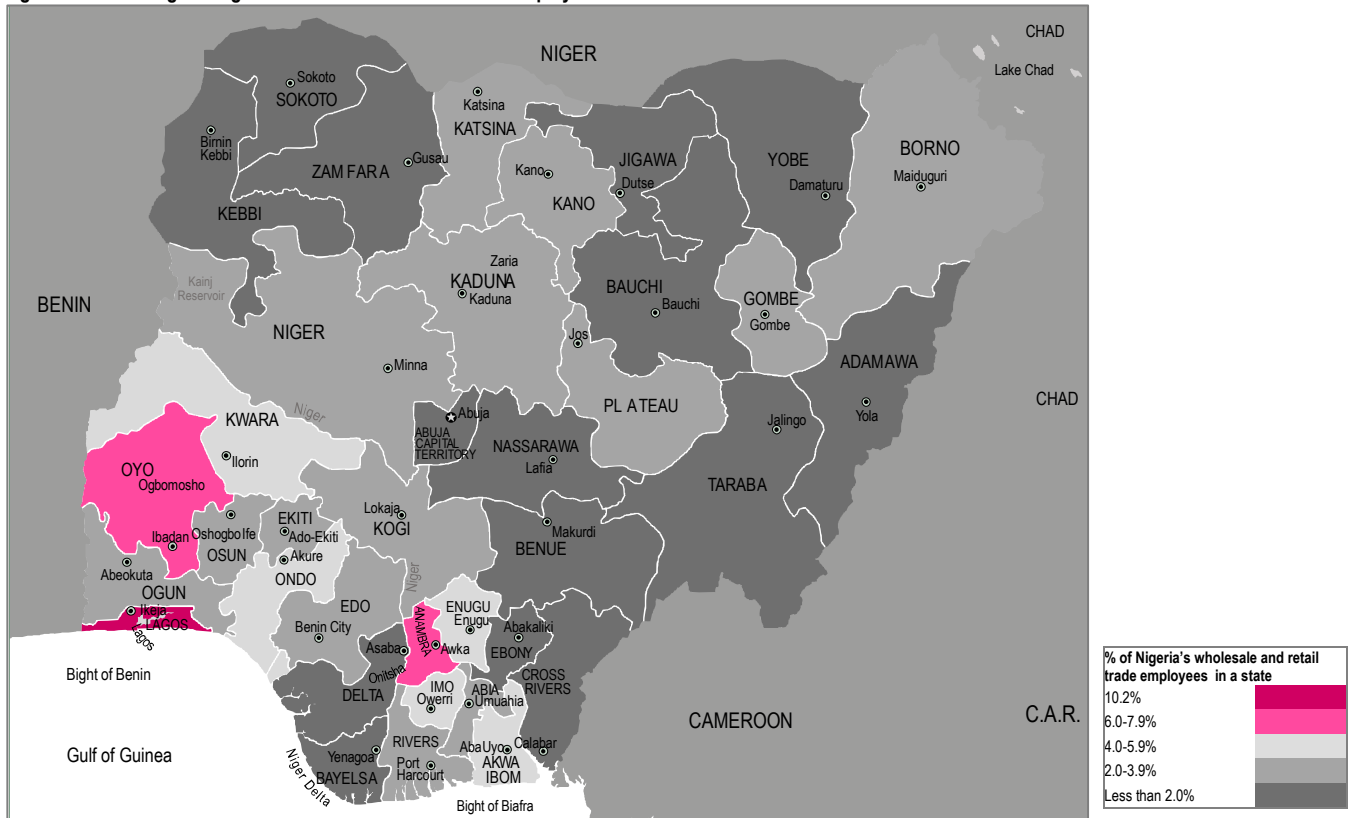 NIGER
CHAD
Lake Chad
Sokoto
SOKOTO
Katsina
KATSINA
Birnin
Kebbi
ZAM FARA
Gusau
Kano
KANO
JIGAWA
Dutse
YOBE
Damaturu
BORNO
Maiduguri
KEBBI
Kainj
Reservoir
BENIN
Zaria
KADUNA
Kaduna
BAUCHI
Bauchi
GOMBE
Gombe
NIGER
Jos
Minna
ADAMAWA
Yola
CHAD
PL ATEAU
KWARA
Niger
Ilorin
Abuja
ABUJA
CAPITAL
TERRITORY
NASSARAWA
Lafia
Jalingo
TARABA
OYO
Ogbomosho
Lokaja
KOGI
Makurdi
BENUE
Ibadan
Oshogbo Ife
OSUN
EKITI
Ado-Ekiti
Akure
ONDO
Abeokuta
OGUN
Ikeja
LAGOS
Lagos
EDO
Benin City
Niger
ANAMBRA
ENUGU
Enugu
Awka
Asaba
Onitsha
Abakaliki
EBONY
CROSS
RIVERS
DELTA
IMO
Owerri
ABIA
Umuahia
Bight of Benin
Gulf of Guinea
CAMEROON
C.A.R.
Yenagoa
BAYELSA
Niger Delta
RIVERS
Port
Harcourt
Aba
Uyo
Calabar
AKWA
IBOM
Bight of Biafra
% of Nigeria's wholesale and retail
trade employees in a state
10.2%
6.0-7.9%
4.0-5.9%
2.0-3.9%
Less than 2.0%